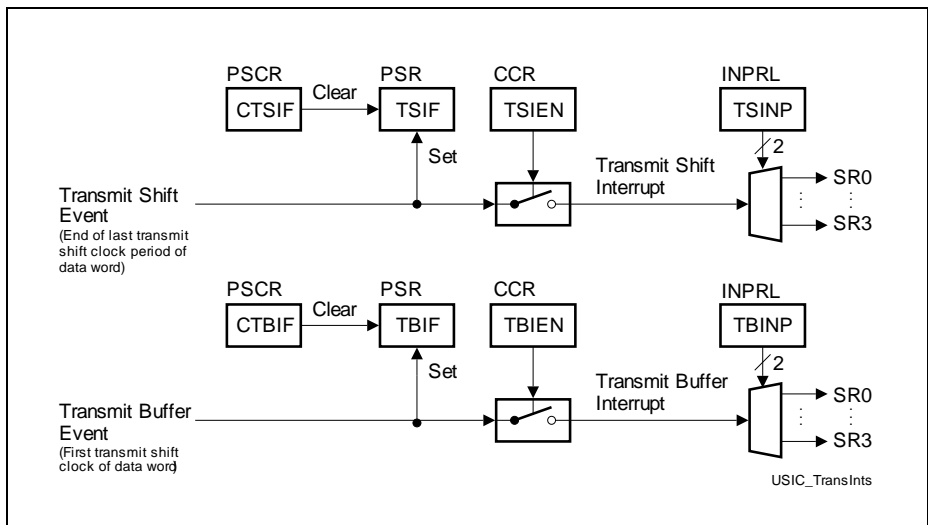 PSCR
PSR
CCR
INPRL
CTSIF
Clear
TSIF
TSIEN
TSINP
2
Set
Transmit Shift
Interrupt
SR0
SR3
Transmit Shift
Event
(End of last transmit
shift clock period of
data word)
PSCR
PSR
CCR
INPRL
CTBIF
Clear
TBIF
TBIEN
TBINP
2
Set
Transmit Buffer
Interrupt
SR0
SR3
Transmit Buffer
Event
(First transmit shift
clock of data word)
USIC_TransInts